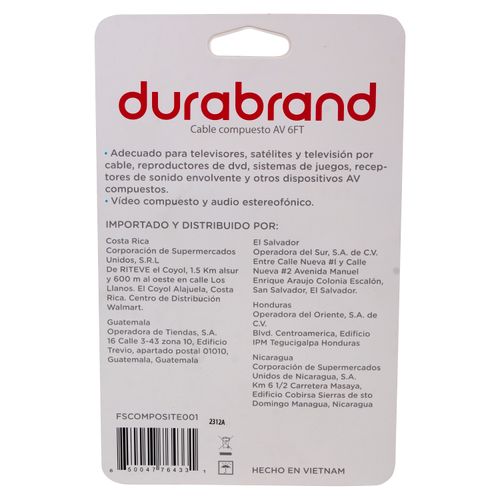 durabrand
Cable compuesto AV 6FT
• Adecuado para televisores, satélites y televisión por
cable, reproductores de dvd, sistemas de juegos, recep-
tores de sonido envolvente y otros dispositivos AV
compuestos.
• Vídeo compuesto y audio estereofónico.
IMPORTADO Y DISTRIBUIDO POR:
Costa Rica
Corporación de Supermercados
Unidos, S.R.L
De RITEVE el Coyol, 1.5 Km alsur
y 600 m al oeste en calle Los
Llanos. El Coyol Alajuela, Costa
Rica. Centro de Distribución
Walmart.
Guatemala
Operadora de Tiendas, S.A.
16 Calle 3-43 zona 10, Edificio
Trevio, apartado postal 01010,
Guatemala, Guatemala
El Salvador
Operadora del Sur, S.A. de C.V.
Entre Calle Nueva #1 y Calle
Nueva #2 Avenida Manuel
Enrique Araujo Colonia Escalón,
San Salvador, El Salvador.
Honduras
Operadora del Oriente, S.A. de
C.V.
Blvd. Centroamerica, Edificio
IPM Tegucigalpa Honduras
Nicaragua
Corporación de Supermercados
Unidos de Nicaragua, S.A.
Km 6 1/2 Carretera Masaya,
Edificio Cobirsa Sierras de sto
Domingo Managua, Nicaragua
FSCOMPOSITE001
2312A
8 50047 76433 1
HECHO EN VIETNAM